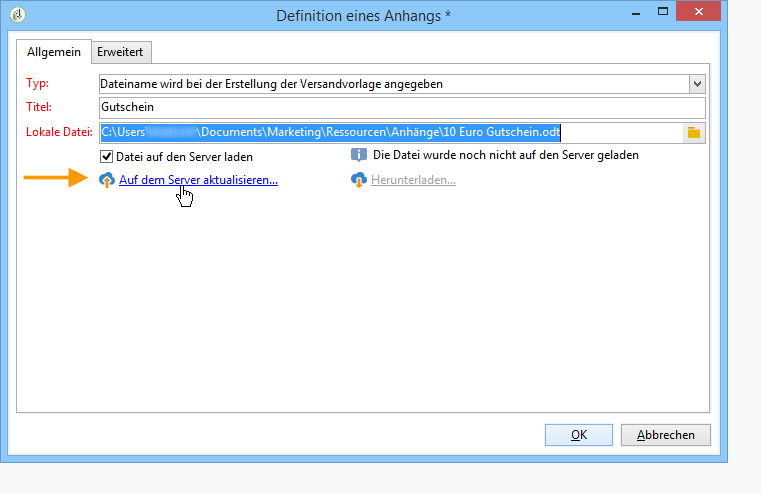 Definition eines Anhangs *
Allgemein Erweitert
Typ: Dateiname wird bei der Erstellung der Versandvorlage angegeben
Titel: Gutschein
Lokale Datei: C:\Users\ \Documents\Marketing\Ressourcen\Anhänge\10 Euro Gutschein.odt
Datei auf den Server laden Die Datei wurde noch nicht auf den Server geladen
Auf dem Server aktualisieren... Herunterladen...
OK Abbrechen